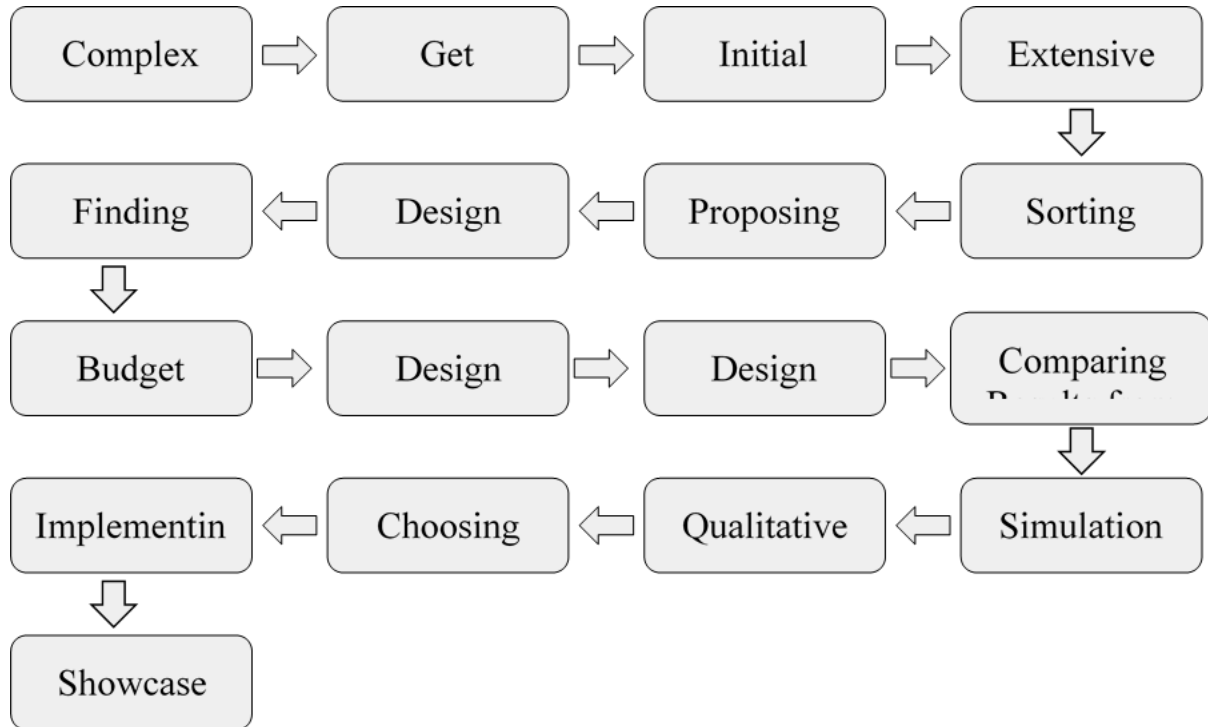 Complex
Get
Initial
Extensive
Sorting
Proposing
Design
Finding
Budget
Design
Design
Comparing
Simulation
Qualitative
Choosing
Implementin
Showcase